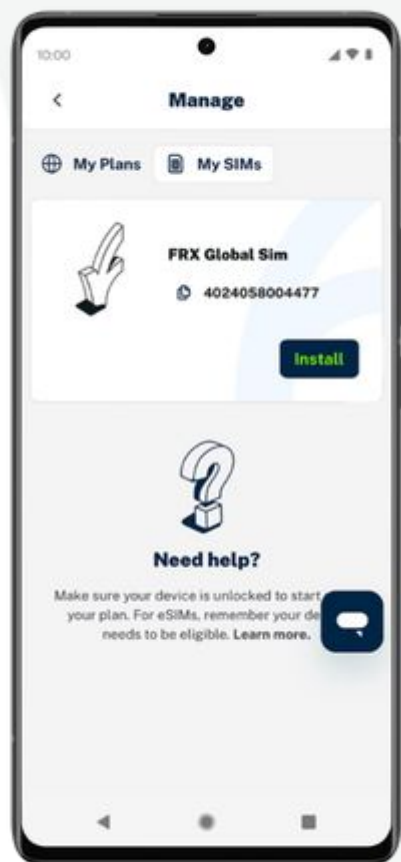 10:00
Manage
My Plans My SIMs
FRX Global Sim
4024058004477
Install
Need help?
Make sure your device is unlocked to start
your plan. For eSIMs, remember your
needs to be eligible. Learn more.